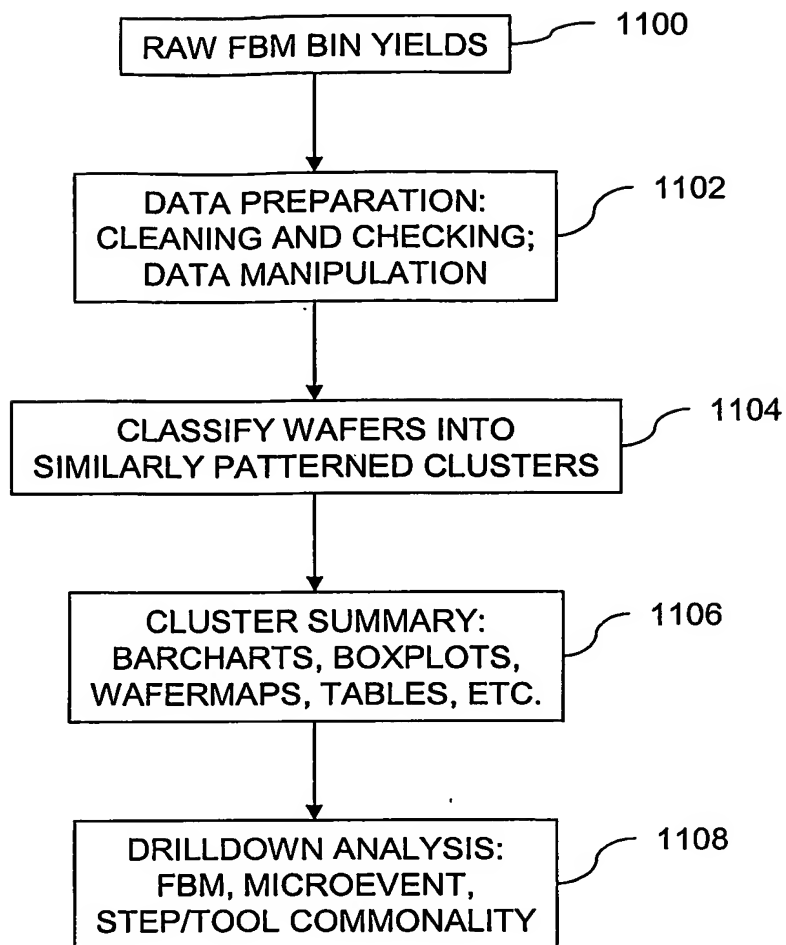 RAW FBM BIN YIELDS
1100
DATA PREPARATION:
CLEANING AND CHECKING;
DATA MANIPULATION
1102
CLASSIFY WAFERS INTO
SIMILARLY PATTERNED CLUSTERS
1104
CLUSTER SUMMARY:
BARCHARTS, BOXPLOTS,
WAFERMAPS, TABLES, ETC.
1106
DRILLDOWN ANALYSIS:
FBM, MICROEVENT,
STEP/TOOL COMMONALITY
1108